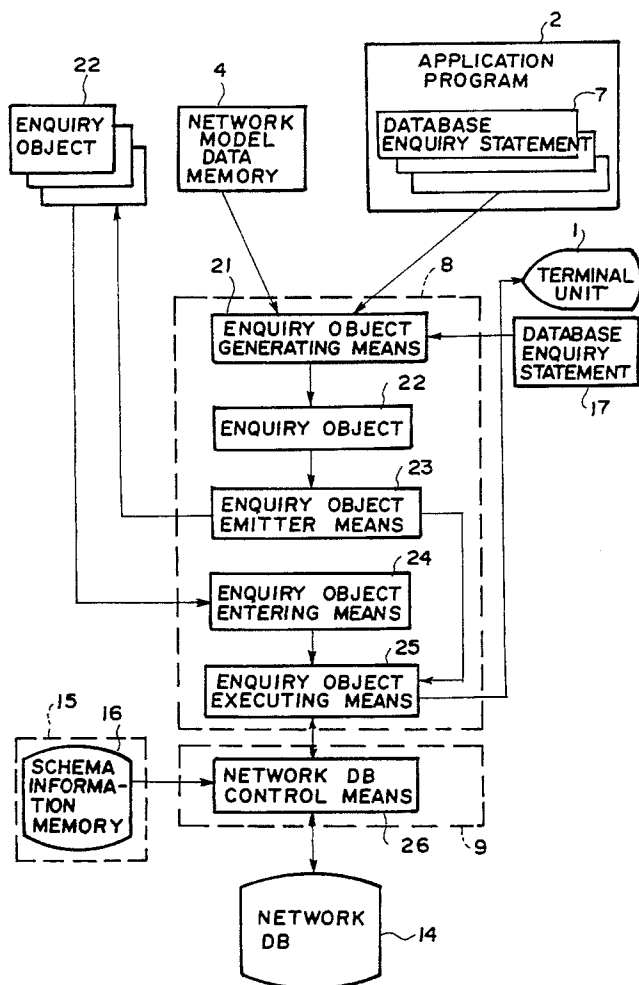 2
22
4
APPLICATION
PROGRAM
7
ENQUIRY
OBJECT
NETWORK
MODEL
DATA
MEMORY
DATABASE
ENQUIRY STATEMENT
1
21
8
TERMINAL
UNIT
ENQUIRY OBJECT
GENERATING MEANS
DATABASE
ENQUIRY
STATEMENT
22
17
ENQUIRY OBJECT
23
ENQUIRY OBJECT
EMITTER MEANS
24
ENQUIRY OBJECT
ENTERING MEANS
25
ENQUIRY OBJECT
EXECUTING MEANS
15
16
SCHEMA
INFORMA-
TION
MEMORY
NETWORK DB
CONTROL MEANS
26
9
NETWORK
DB
14